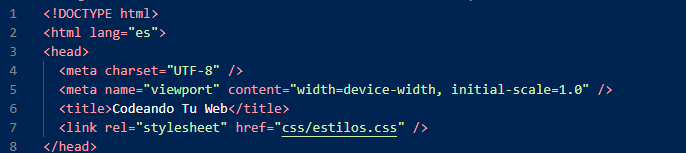 1 <!DOCTYPE html>
2 <html lang="es">
3 <head>
4 <meta charset="UTF-8" />
5 <meta name="viewport" content="width=device-width, initial-scale=1.0" />
6 <title>Codeando Tu Web</title>
7 <link rel="stylesheet" href="css/estilos.css" />
8 </head>